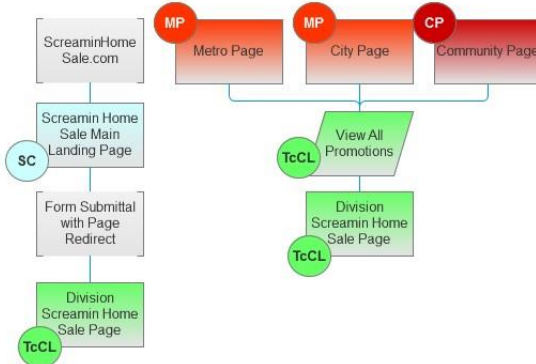 ScreaminHome
Sale.com
Screamin Home
Sale Main
Landing Page
SC
Form Submittal
with Page
Redirect
Division
Screamin Home
Sale Page
TcCL
MP
Metro Page
MP
City Page
CP
Community Page
View All
Promotions
TcCL
Division
Screamin Home
Sale Page
TcCL